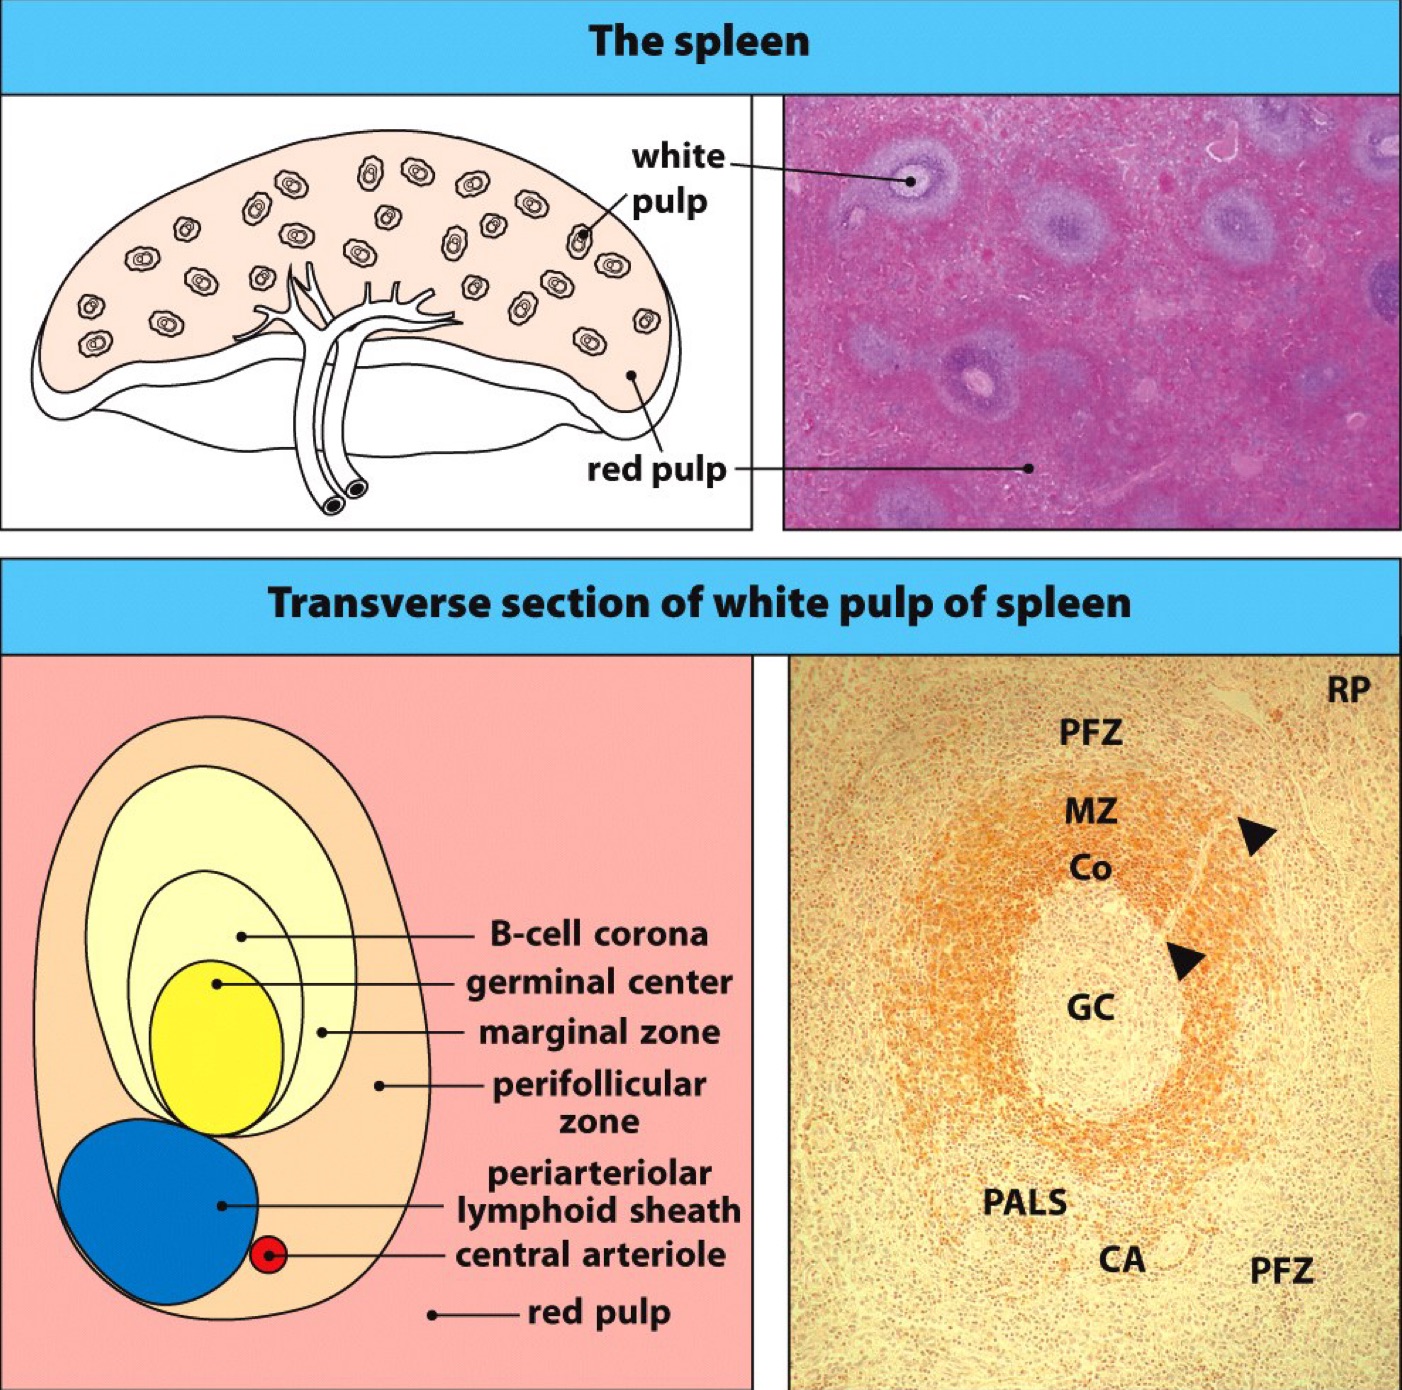 The spleen
white
pulp
red pulp
Transverse section of white pulp of spleen
B-cell corona
germinal center
marginal zone
perifollicular
zone
periarteriolar
lymphoid sheath
central arteriole
red pulp
RP
PFZ
MZ
Co
GC
PALS
CA
PFZ